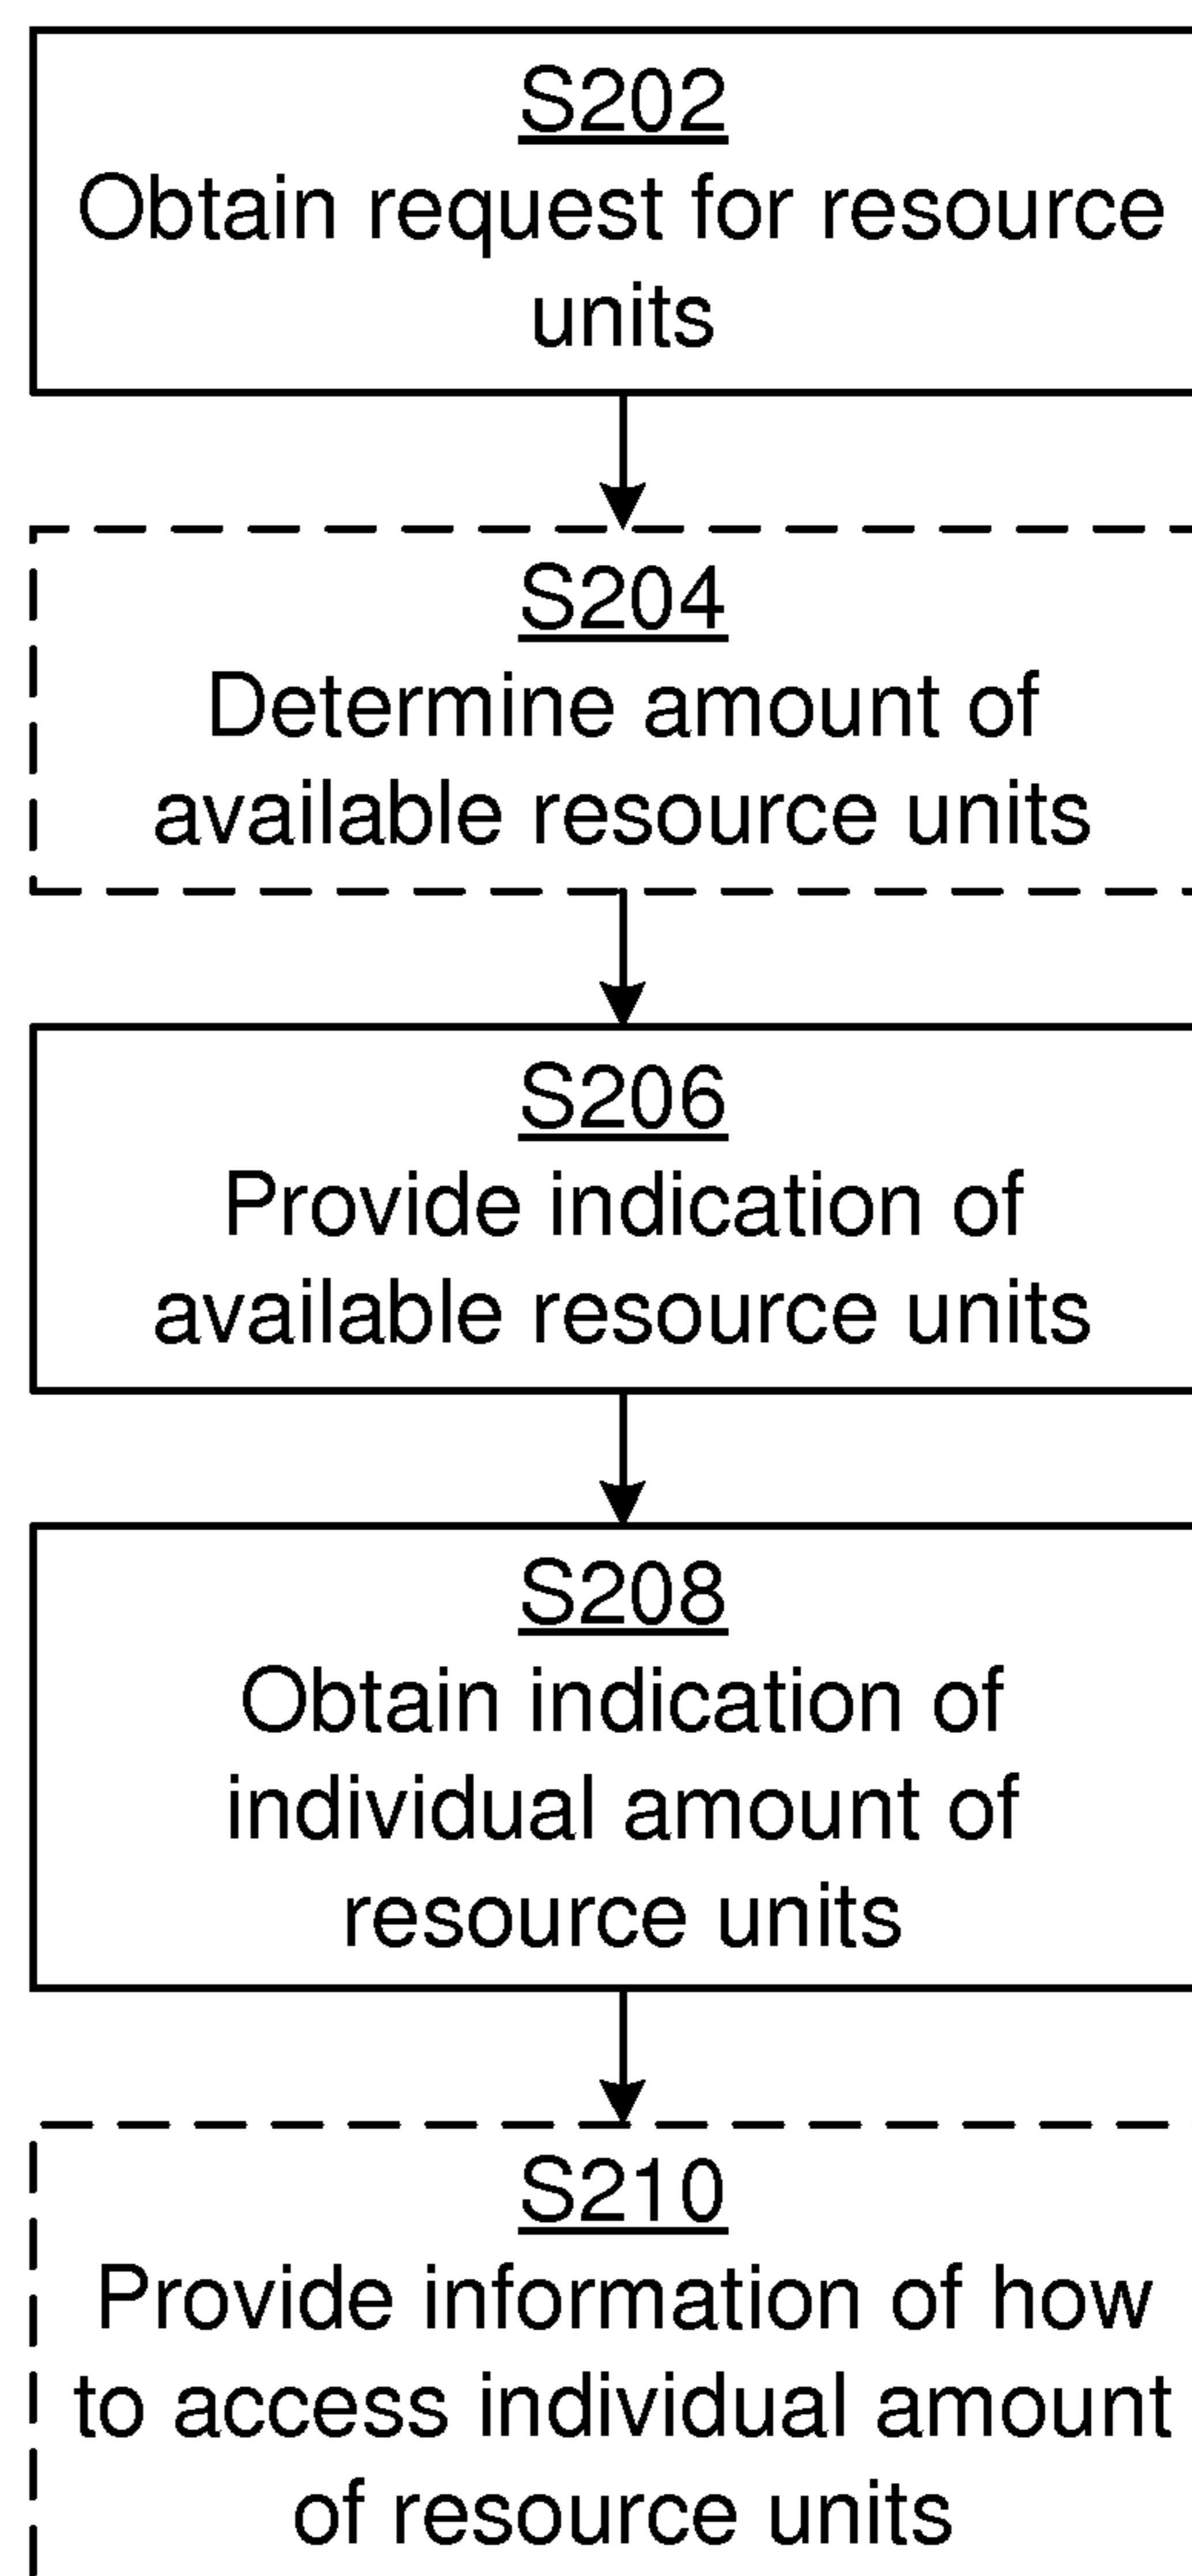 S202
Obtain request for resource
units
S204
Determine amount of
available resource units
S206
Provide indication of
available resource units
S208
Obtain indication of
individual amount of
resource units
S210
Provide information of how
to access individual amount
of resource units